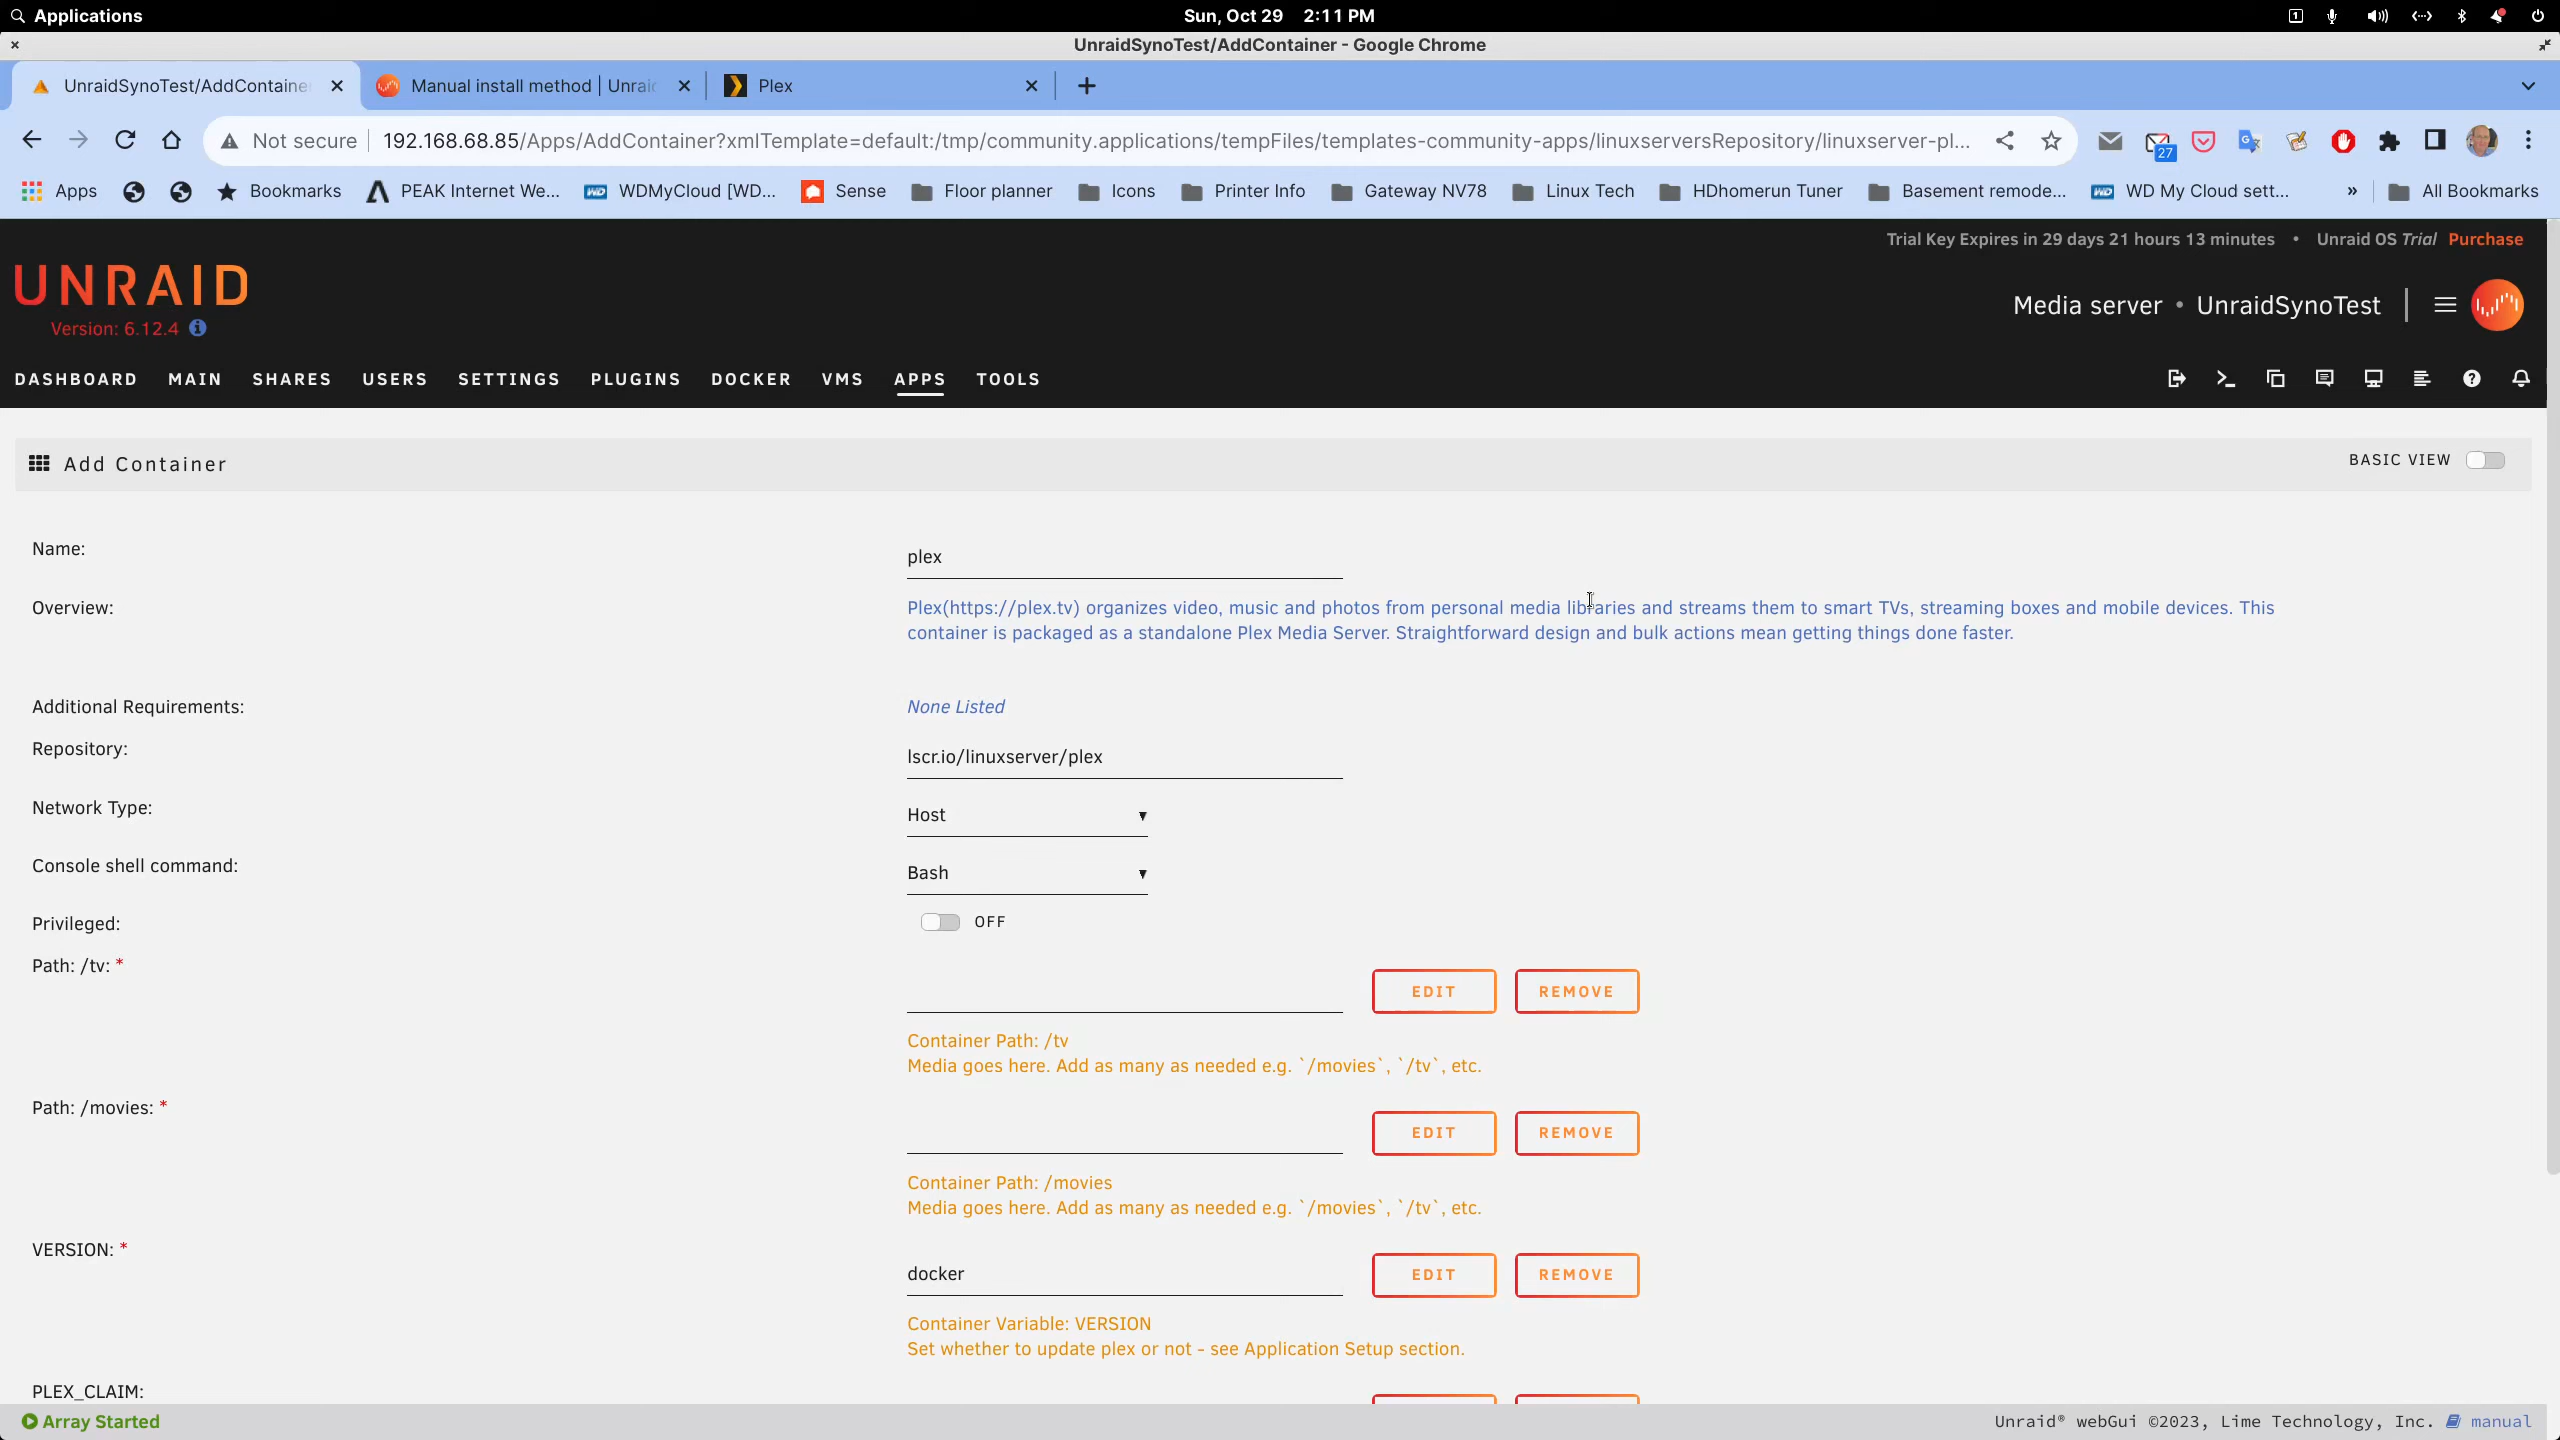 Applications
Sun, Oct 29 2:11 PM
UnraidSynoTest/AddContainer - Google Chrome
UnraidSynoTest/AddContaine
Manual install method | Unrai
Plex
Not secure
192.168.68.85/Apps/AddContainer?xmlTemplate=default:/tmp/community.applications/tempFiles/templates-community-apps/linuxserversRepository/linuxserver-pl...
27
Apps
Bookmarks
PEAK Internet We...
WDMyCloud [WD...
Sense
Floor planner
Icons
Printer Info
Gateway NV78
Linux Tech
HDhomerun Tuner
Basement remode...
WD My Cloud sett...
»
All Bookmarks
Trial Key Expires in 29 days 21 hours 13 minutes • Unraid OS Trial Purchase
UNRAID
Version: 6.12.4
Media server • UnraidSynoTest
DASHBOARD MAIN SHARES USERS SETTINGS PLUGINS DOCKER VMS APPS TOOLS
Add Container
BASIC VIEW
Name:
plex
Overview:
Plex(https://plex.tv) organizes video, music and photos from personal media libraries and streams them to smart TVs, streaming boxes and mobile devices. This
container is packaged as a standalone Plex Media Server. Straightforward design and bulk actions mean getting things done faster.
Additional Requirements:
None Listed
Repository:
lscr.io/linuxserver/plex
Network Type:
Host
Console shell command:
Bash
Privileged:
OFF
Path: /tv: *
EDIT REMOVE
Container Path: /tv
Media goes here. Add as many as needed e.g. `/movies`, `/tv`, etc.
Path: /movies: *
EDIT REMOVE
Container Path: /movies
Media goes here. Add as many as needed e.g. `/movies`, `/tv`, etc.
VERSION: *
docker
EDIT REMOVE
Container Variable: VERSION
Set whether to update plex or not - see Application Setup section.
PLEX_CLAIM:
Array Started
Unraid® webGui ©2023, Lime Technology, Inc. manual